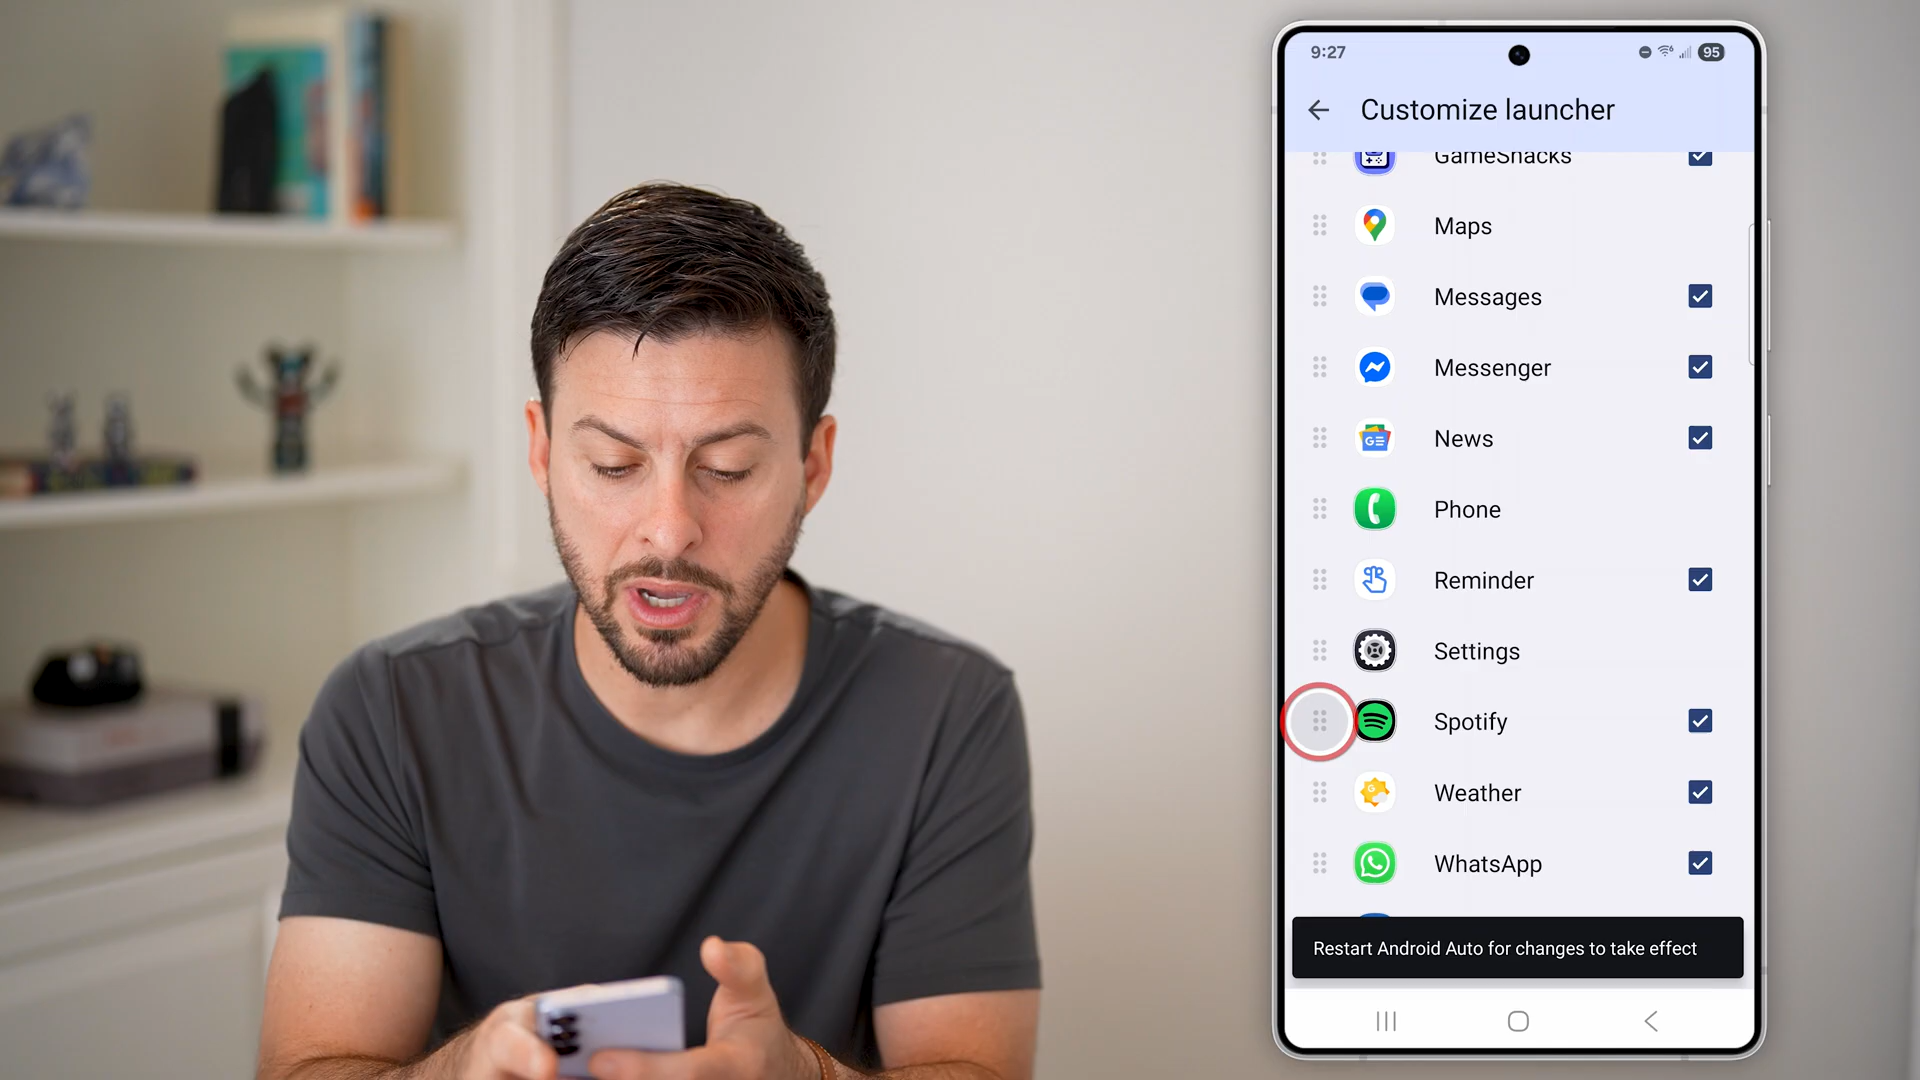 9:27
95
Customize launcher
GameSnacks
Maps
Messages
Messenger
News
Phone
Reminder
Settings
Spotify
Weather
WhatsApp
Restart Android Auto for changes to take effect